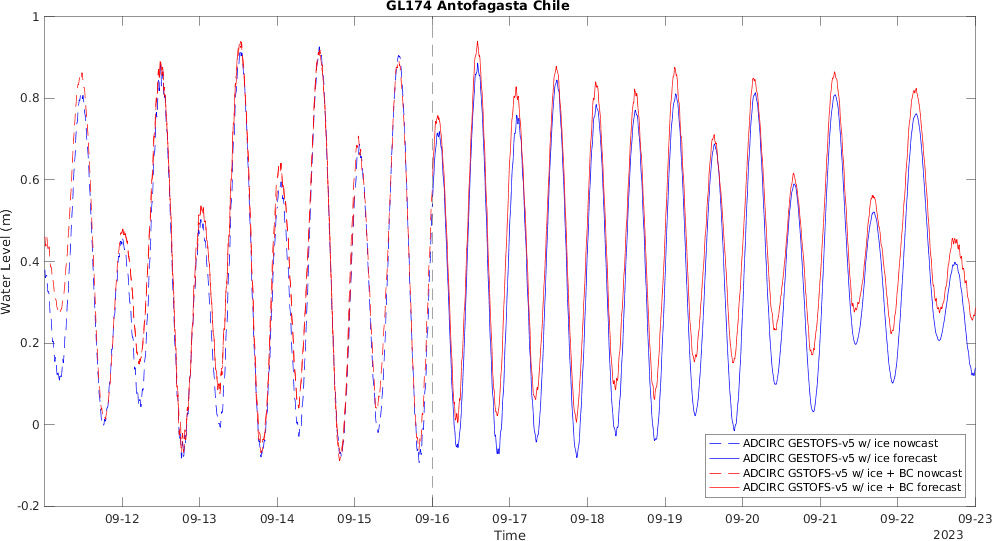 GL174 Antofagasta Chile
1
0.8
0.6
0.4
0.2
0
-0.2
Water Level (m)
09-12 09-13 09-14 09-15 09-16 09-17 09-18 09-19 09-20 09-21 09-22 09-23
Time
2023
ADCIRC GESTOFS-v5 w/ ice nowcast
ADCIRC GESTOFS-v5 w/ ice forecast
ADCIRC GSTOFS-v5 w/ ice + BC nowcast
ADCIRC GSTOFS-v5 w/ ice + BC forecast